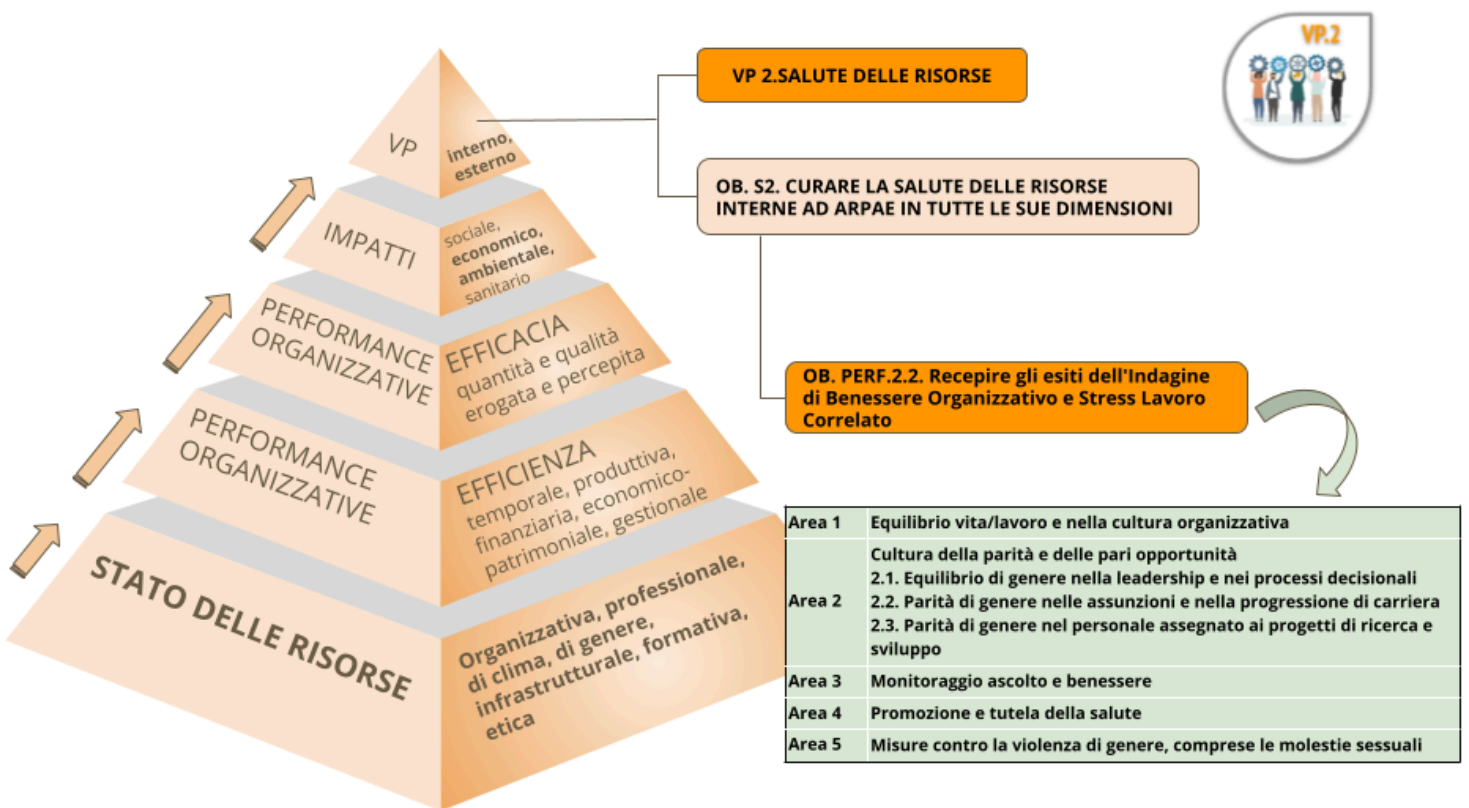 VP.2
VP 2.SALUTE DELLE RISORSE
OB. S2. CURARE LA SALUTE DELLE RISORSE
INTERNE AD ARPAE IN TUTTE LE SUE DIMENSIONI
OB. PERF.2.2. Recepire gli esiti dell'Indagine
di Benessere Organizzativo e Stress Lavoro
Correlato
VP
interno,
esterno
IMPATTI
sociale,
economico,
ambientale,
sanitario
PERFORMANCE
ORGANIZZATIVE
EFFICACIA
quantità e qualità
erogata e percepita
PERFORMANCE
ORGANIZZATIVE
EFFICIENZA
temporale, produttiva,
finanziaria, economico-
patrimoniale, gestionale
STATO DELLE RISORSE
Organizzativa, professionale,
di clima, di genere,
infrastrutturale, formativa,
etica
Area 1 Equilibrio vita/lavoro e nella cultura organizzativa
Area 2 Cultura della parità e delle pari opportunità
2.1. Equilibrio di genere nella leadership e nei processi decisionali
2.2. Parità di genere nelle assunzioni e nella progressione di carriera
2.3. Parità di genere nel personale assegnato ai progetti di ricerca e
sviluppo
Area 3 Monitoraggio ascolto e benessere
Area 4 Promozione e tutela della salute
Area 5 Misure contro la violenza di genere, comprese le molestie sessuali